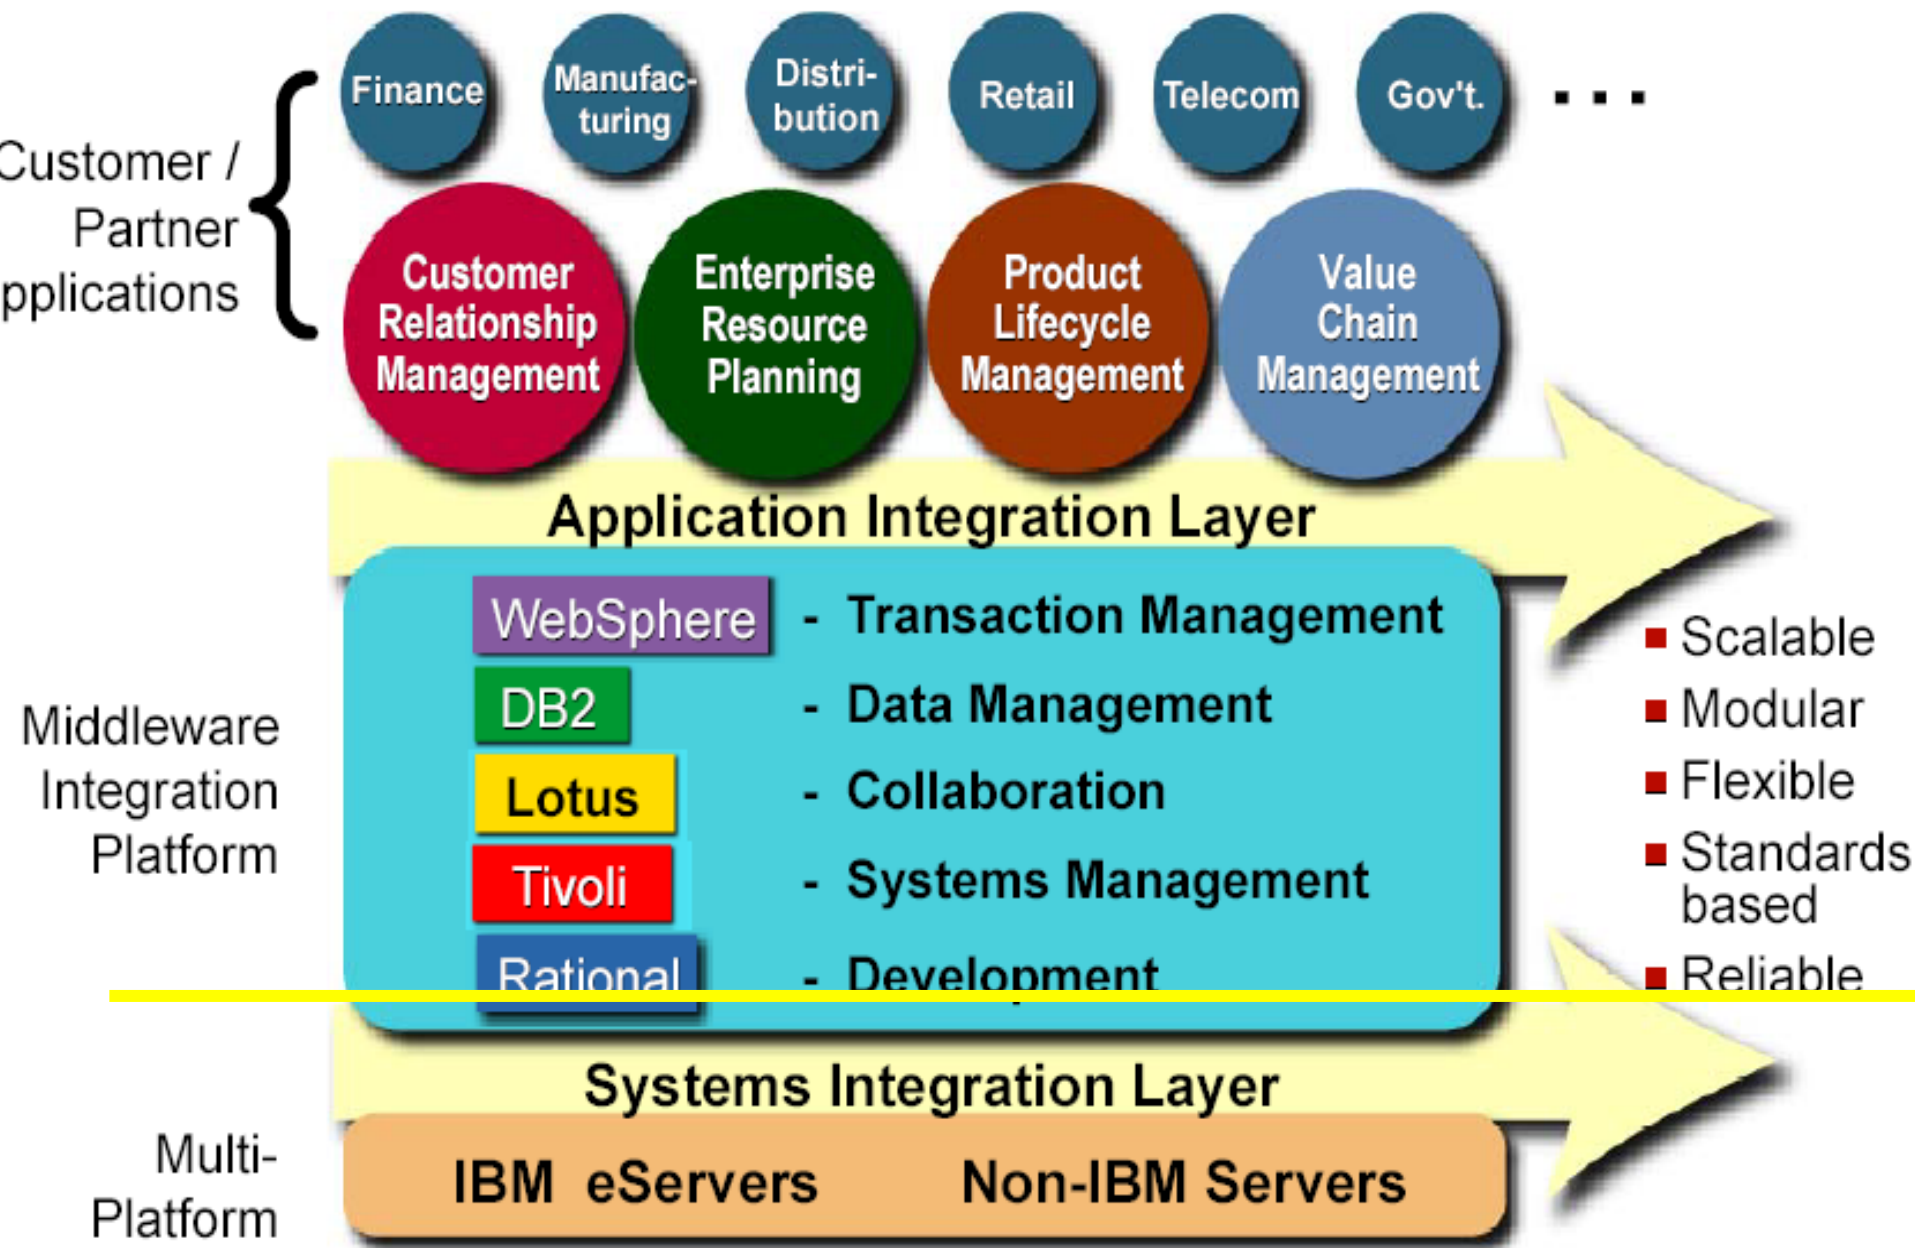 Finance
Manufac-
turing
Distri-
bution
Retail
Telecom
Gov't.
...
Customer /
Partner
pplications
Customer
Relationship
Management
Enterprise
Resource
Planning
Product
Lifecycle
Management
Value
Chain
Management
Application Integration Layer
Middleware
Integration
Platform
WebSphere - Transaction Management
DB2 - Data Management
Lotus - Collaboration
Tivoli - Systems Management
Rational - Development
Scalable
Modular
Flexible
Standards
based
Reliable
Systems Integration Layer
Multi-
Platform
IBM eServers Non-IBM Servers